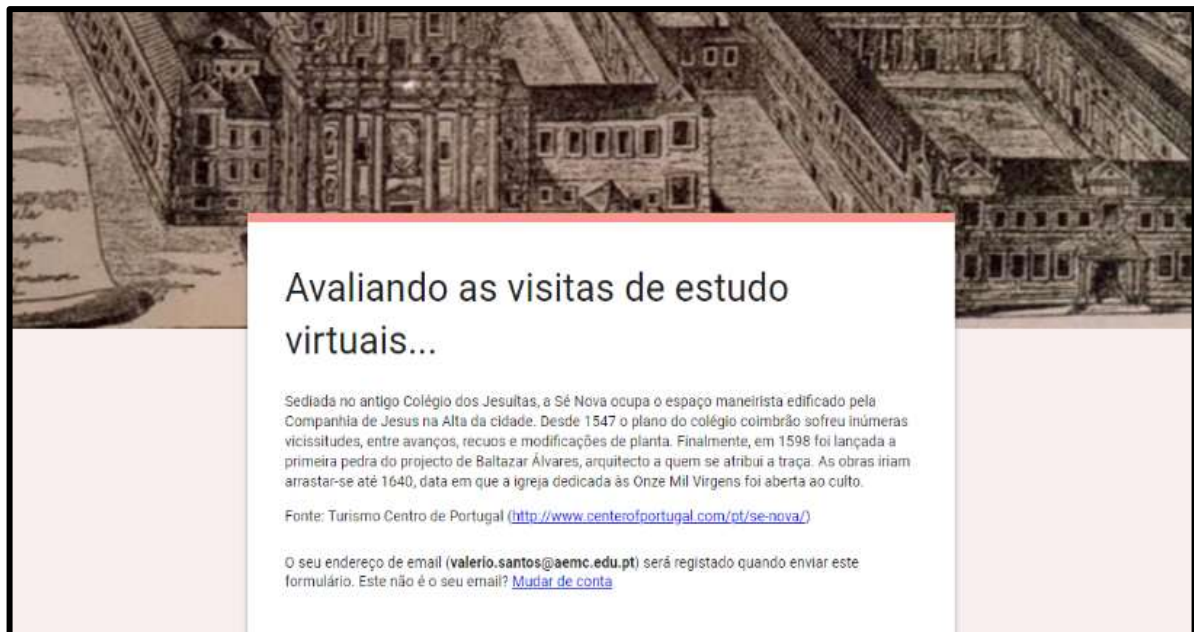 Avaliando as visitas de estudo
virtuais...
Sediada no antigo Colégio dos Jesuítas, a Sé Nova ocupa o espaço maneirista edificado pela
Companhia de Jesus na Alta da cidade. Desde 1547 o plano do colégio coimbrão sofreu inúmeras
vicissitudes, entre avanços, recuos e modificações de planta. Finalmente, em 1598 foi lançada a
primeira pedra do projecto de Baltazar Álvares, arquitecto a quem se atribui a traça. As obras iriam
arrastar-se até 1640, data em que a igreja dedicada às Onze Mil Virgens foi aberta ao culto.
Fonte: Turismo Centro de Portugal (http://www.centerofportugal.com/pt/se-nova/)
O seu endereço de email (valerio.santos@aemc.edu.pt) será registado quando enviar este
formulário. Este não é o seu email? Mudar de conta